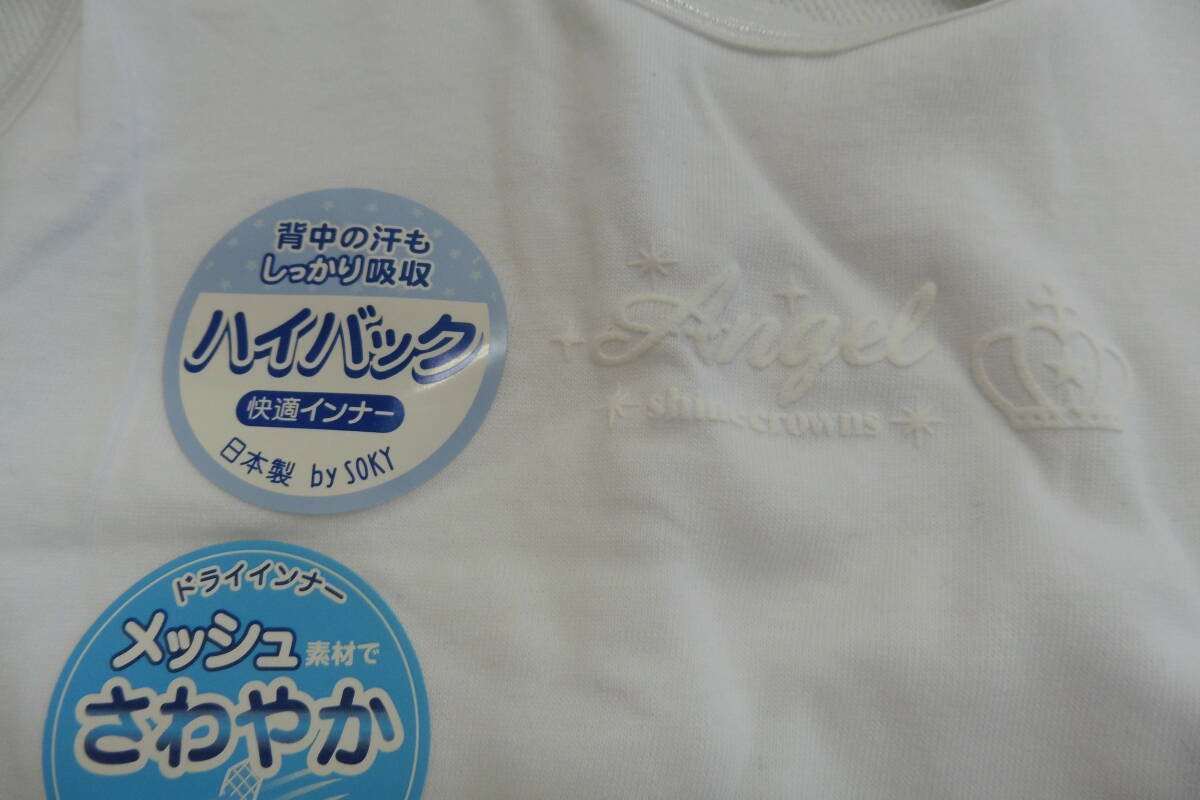 背中の汗も
しっかり吸収
ハイバック
快適インナー
日本製 by SOKY
Angel
shine crowns
ドライインナー
メッシュ素材で
さわやか